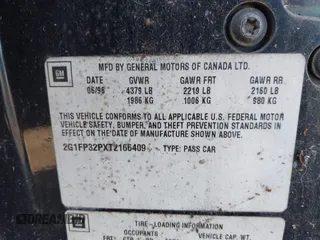 GM
MFD BY GENERAL MOTORS OF CANADA LTD.
DATE GVWR GAWR FRT GAWR RR
06/96 4379 LB 2219 LB 2160 LB
1986 KG 1006 KG 980 KG
THIS VEHICLE CONFORMS TO ALL APPLICABLE U.S. FEDERAL MOTOR
VEHICLE SAFETY, BUMPER, AND THEFT PREVENTION STANDARDS IN
EFFECT ON THE DATE OF MANUFACTURE SHOWN ABOVE.
2G1FP32PXT2166409 TYPE: PASS CAR
TIRE-LOADING INFORMATION
OCCUPANTS VEHICLE CAP. WT.